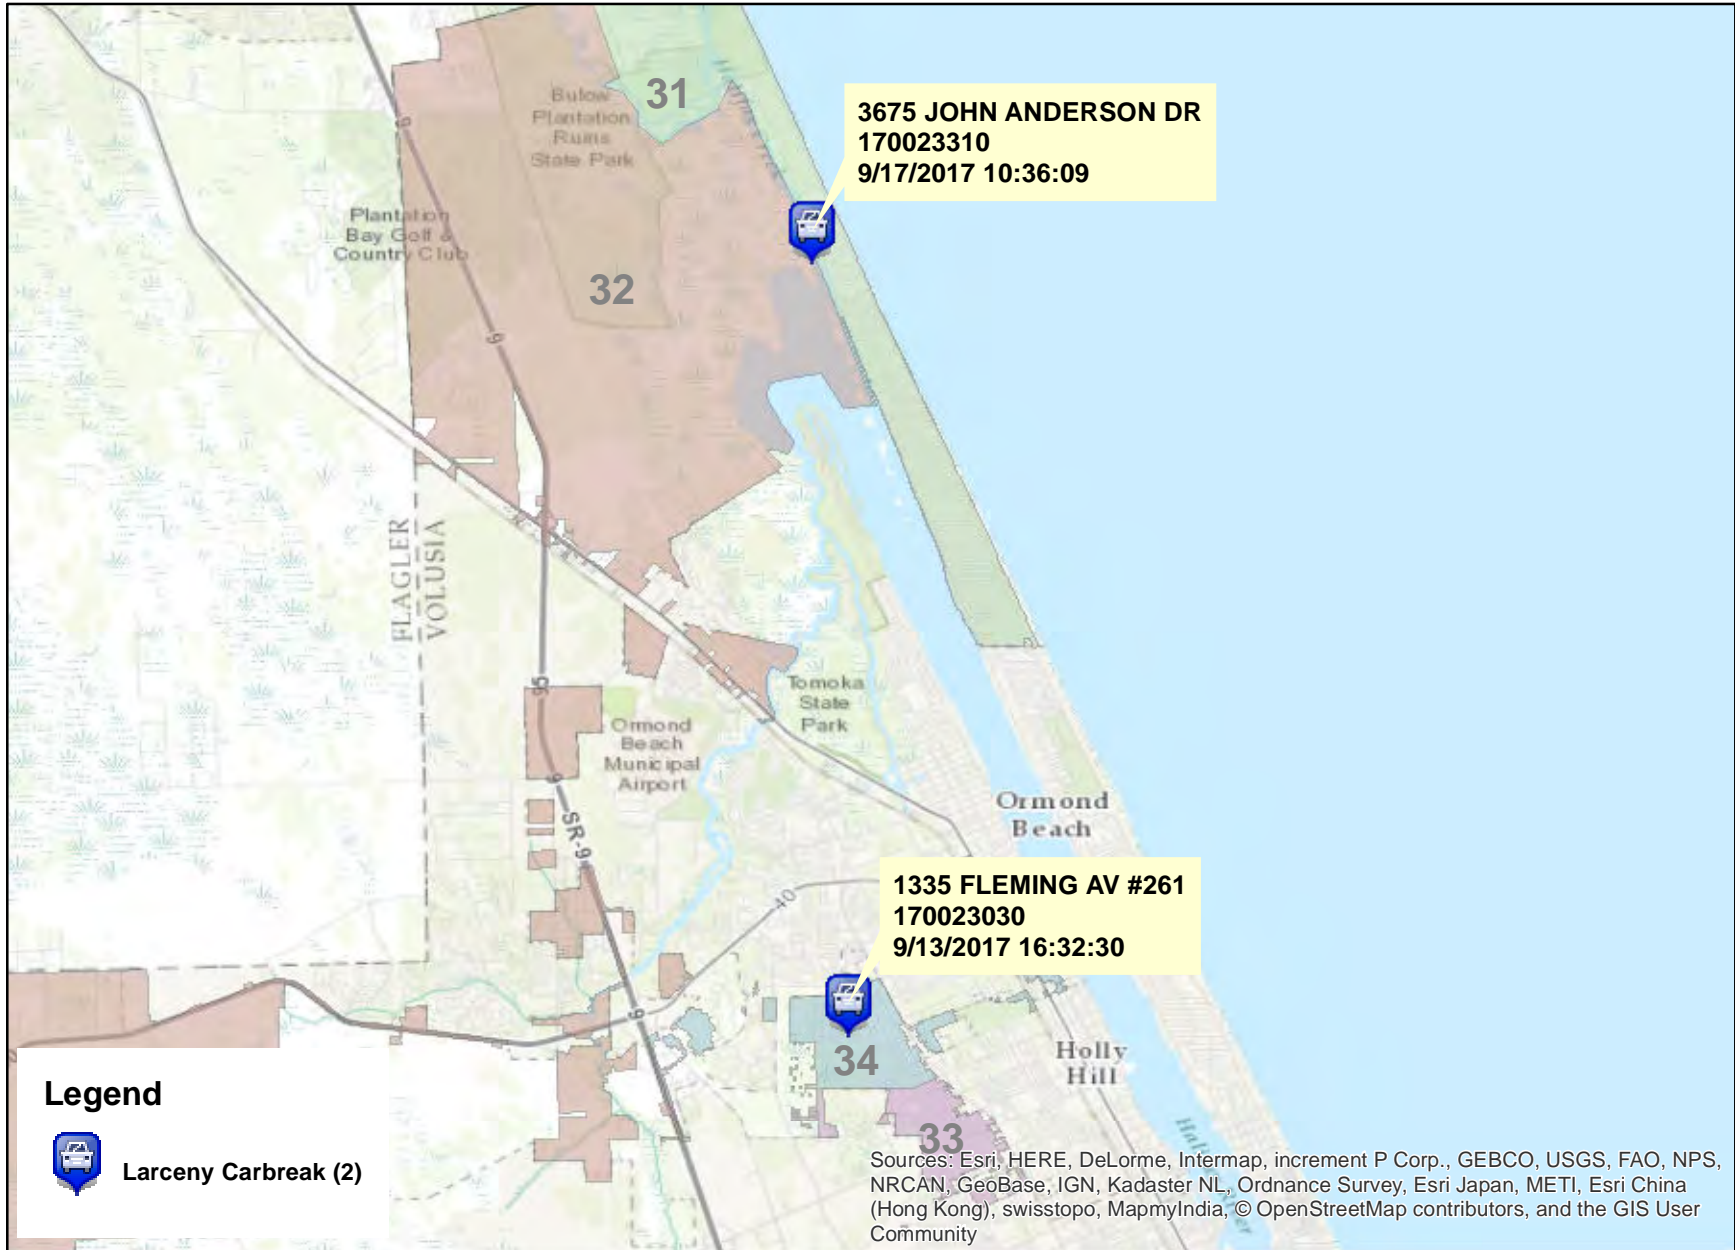 31
Bulow
Plantation
Ruins
State Park
3675 JOHN ANDERSON DR
170023310
9/17/2017 10:36:09
9
Plantation
Bay Golf &
Country Club
32
9
FLAGLER
VOLUSIA
95
Tomoka
State
Park
Ormond
Beach
Municipal
Airport
9
SR-9
Ormond
Beach
40
1335 FLEMING AV #261
170023030
9/13/2017 16:32:30
9
34
Holly
Hill
33
Legend
Larceny Carbreak (2)
Sources: Esri, HERE, DeLorme, Intermap, increment P Corp., GEBCO, USGS, FAO, NPS,
NRCAN, GeoBase, IGN, Kadaster NL, Ordnance Survey, Esri Japan, METI, Esri China
(Hong Kong), swisstopo, MapmyIndia, © OpenStreetMap contributors, and the GIS User
Community